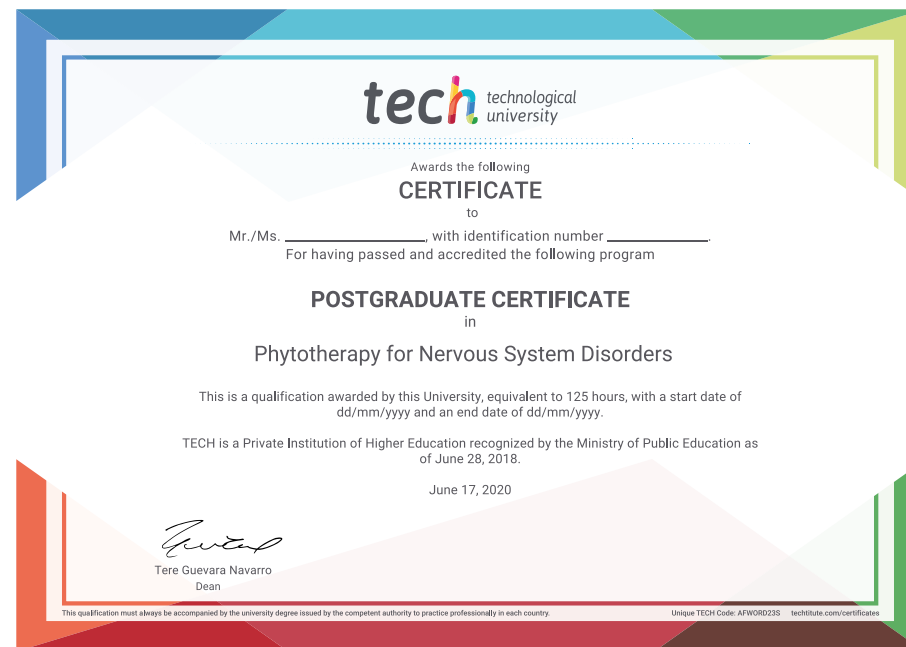 tech technological
university
Awards the following
CERTIFICATE
to
Mr./Ms. ____________________, with identification number ______________.
For having passed and accredited the following program
POSTGRADUATE CERTIFICATE
in
Phytotherapy for Nervous System Disorders
This is a qualification awarded by this University, equivalent to 125 hours, with a start date of
dd/mm/yyyy and an end date of dd/mm/yyyy.
TECH is a Private Institution of Higher Education recognized by the Ministry of Public Education as
of June 28, 2018.
June 17, 2020
Tere Guevara Navarro
Dean
This qualification must always be accompanied by the university degree issued by the competent authority to practice professionally in each country. Unique TECH Code: AFWORD23S techtitute.com/certificates